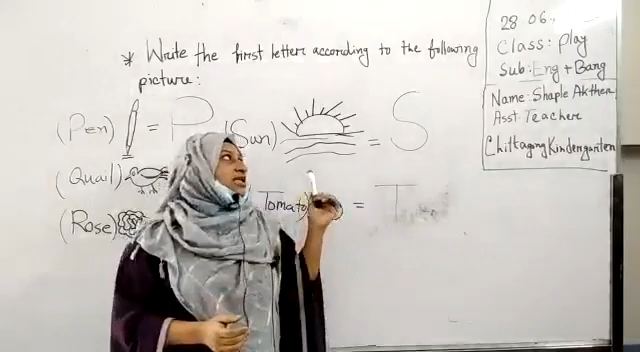 * Write the first letters according to the following
picture:
(Pen) = P
(Sun) = S
(Quail)
Tomato) = T
(Rose)
28 06
Class: Play
Sub: Eng + Bang
Name: Shaple Akther
Asst Teacher
Chittagong Kindergarten